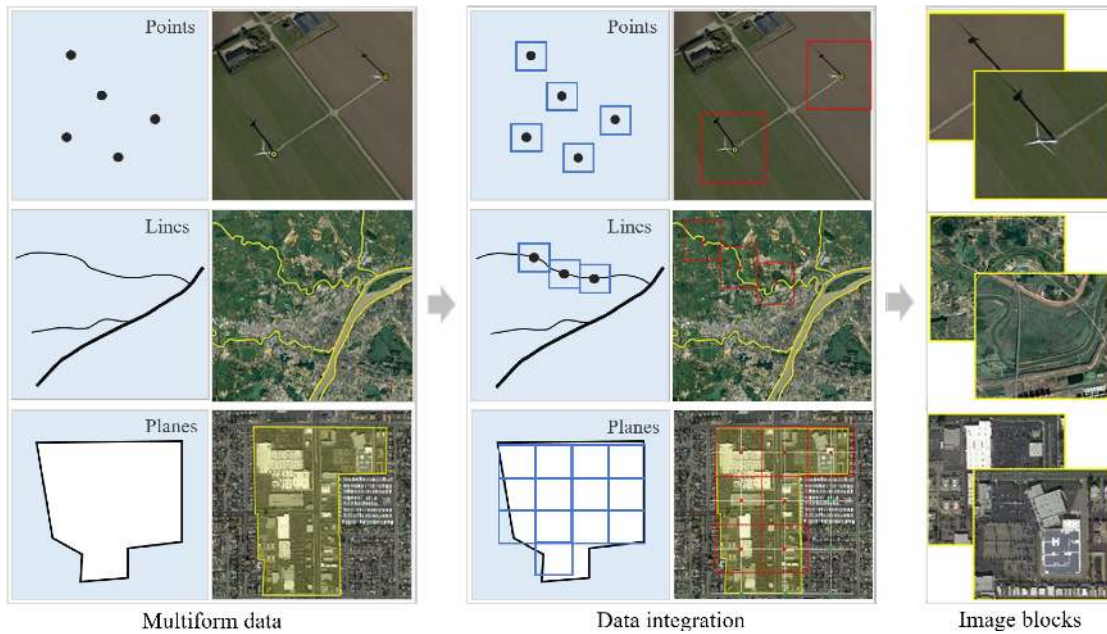 Points
Points
Lines
Lines
Planes
Planes
Multiform data
Data integration
Image blocks